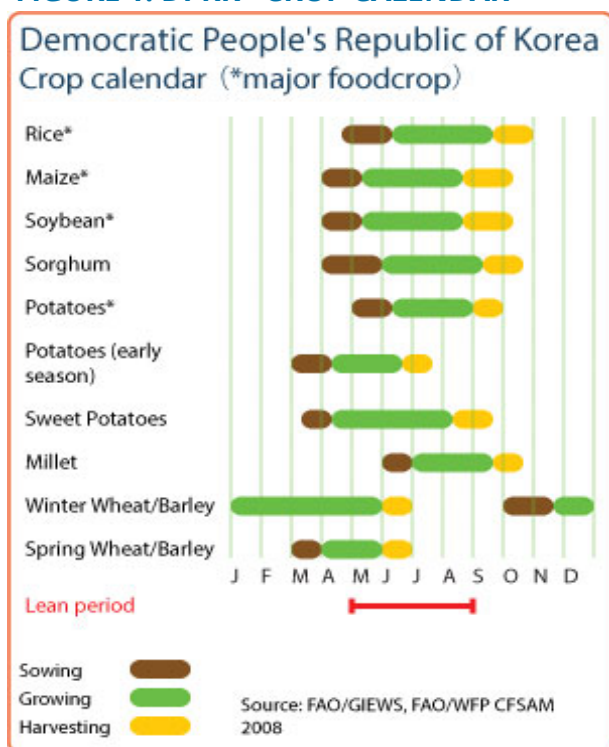 Democratic People's Republic of Korea
Crop calendar (*major foodcrop)
Rice*
Maize*
Soybean*
Sorghum
Potatoes*
Potatoes (early
season)
Sweet Potatoes
Millet
Winter Wheat/Barley
Spring Wheat/Barley
J F M A M J J A S O N D
Lean period
Sowing
Growing
Harvesting
Source: FAO/GIEWS, FAO/WFP CFSAM
2008